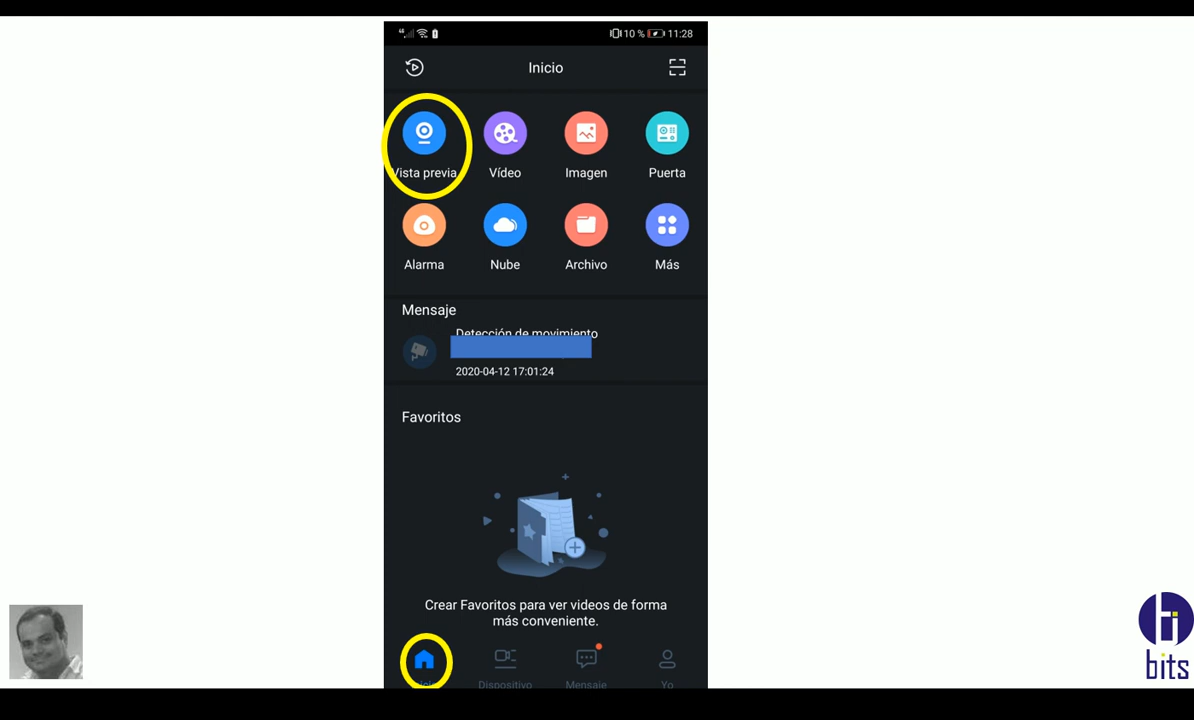 10 % 11:28
Inicio
Vista previa
Vídeo
Imagen
Puerta
Alarma
Nube
Archivo
Más
Mensaje
Detección de movimiento
2020-04-12 17:01:24
Favoritos
Crear Favoritos para ver videos de forma
más conveniente.
Inicio
Dispositivo
Mensaje
Yo
bits